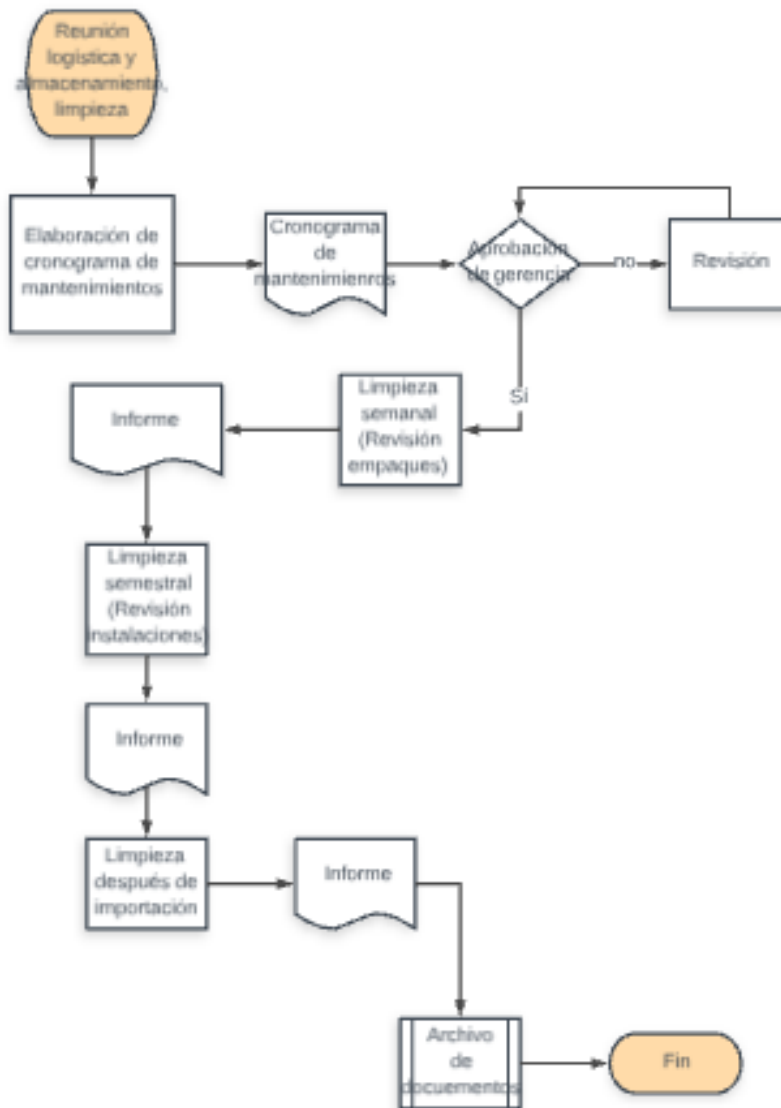 Reunión
logística y
almacenamiento,
limpieza
Elaboración de
cronograma de
mantenimientos
Cronograma
de
mantenimienros
Aprobación
de gerencia
no
Revisión
Sí
Limpieza
semanal
(Revisión
empaques)
Informe
Limpieza
semestral
(Revisión
instalaciones)
Informe
Limpieza
después de
importación
Informe
Archivo
de
docuementos
Fin